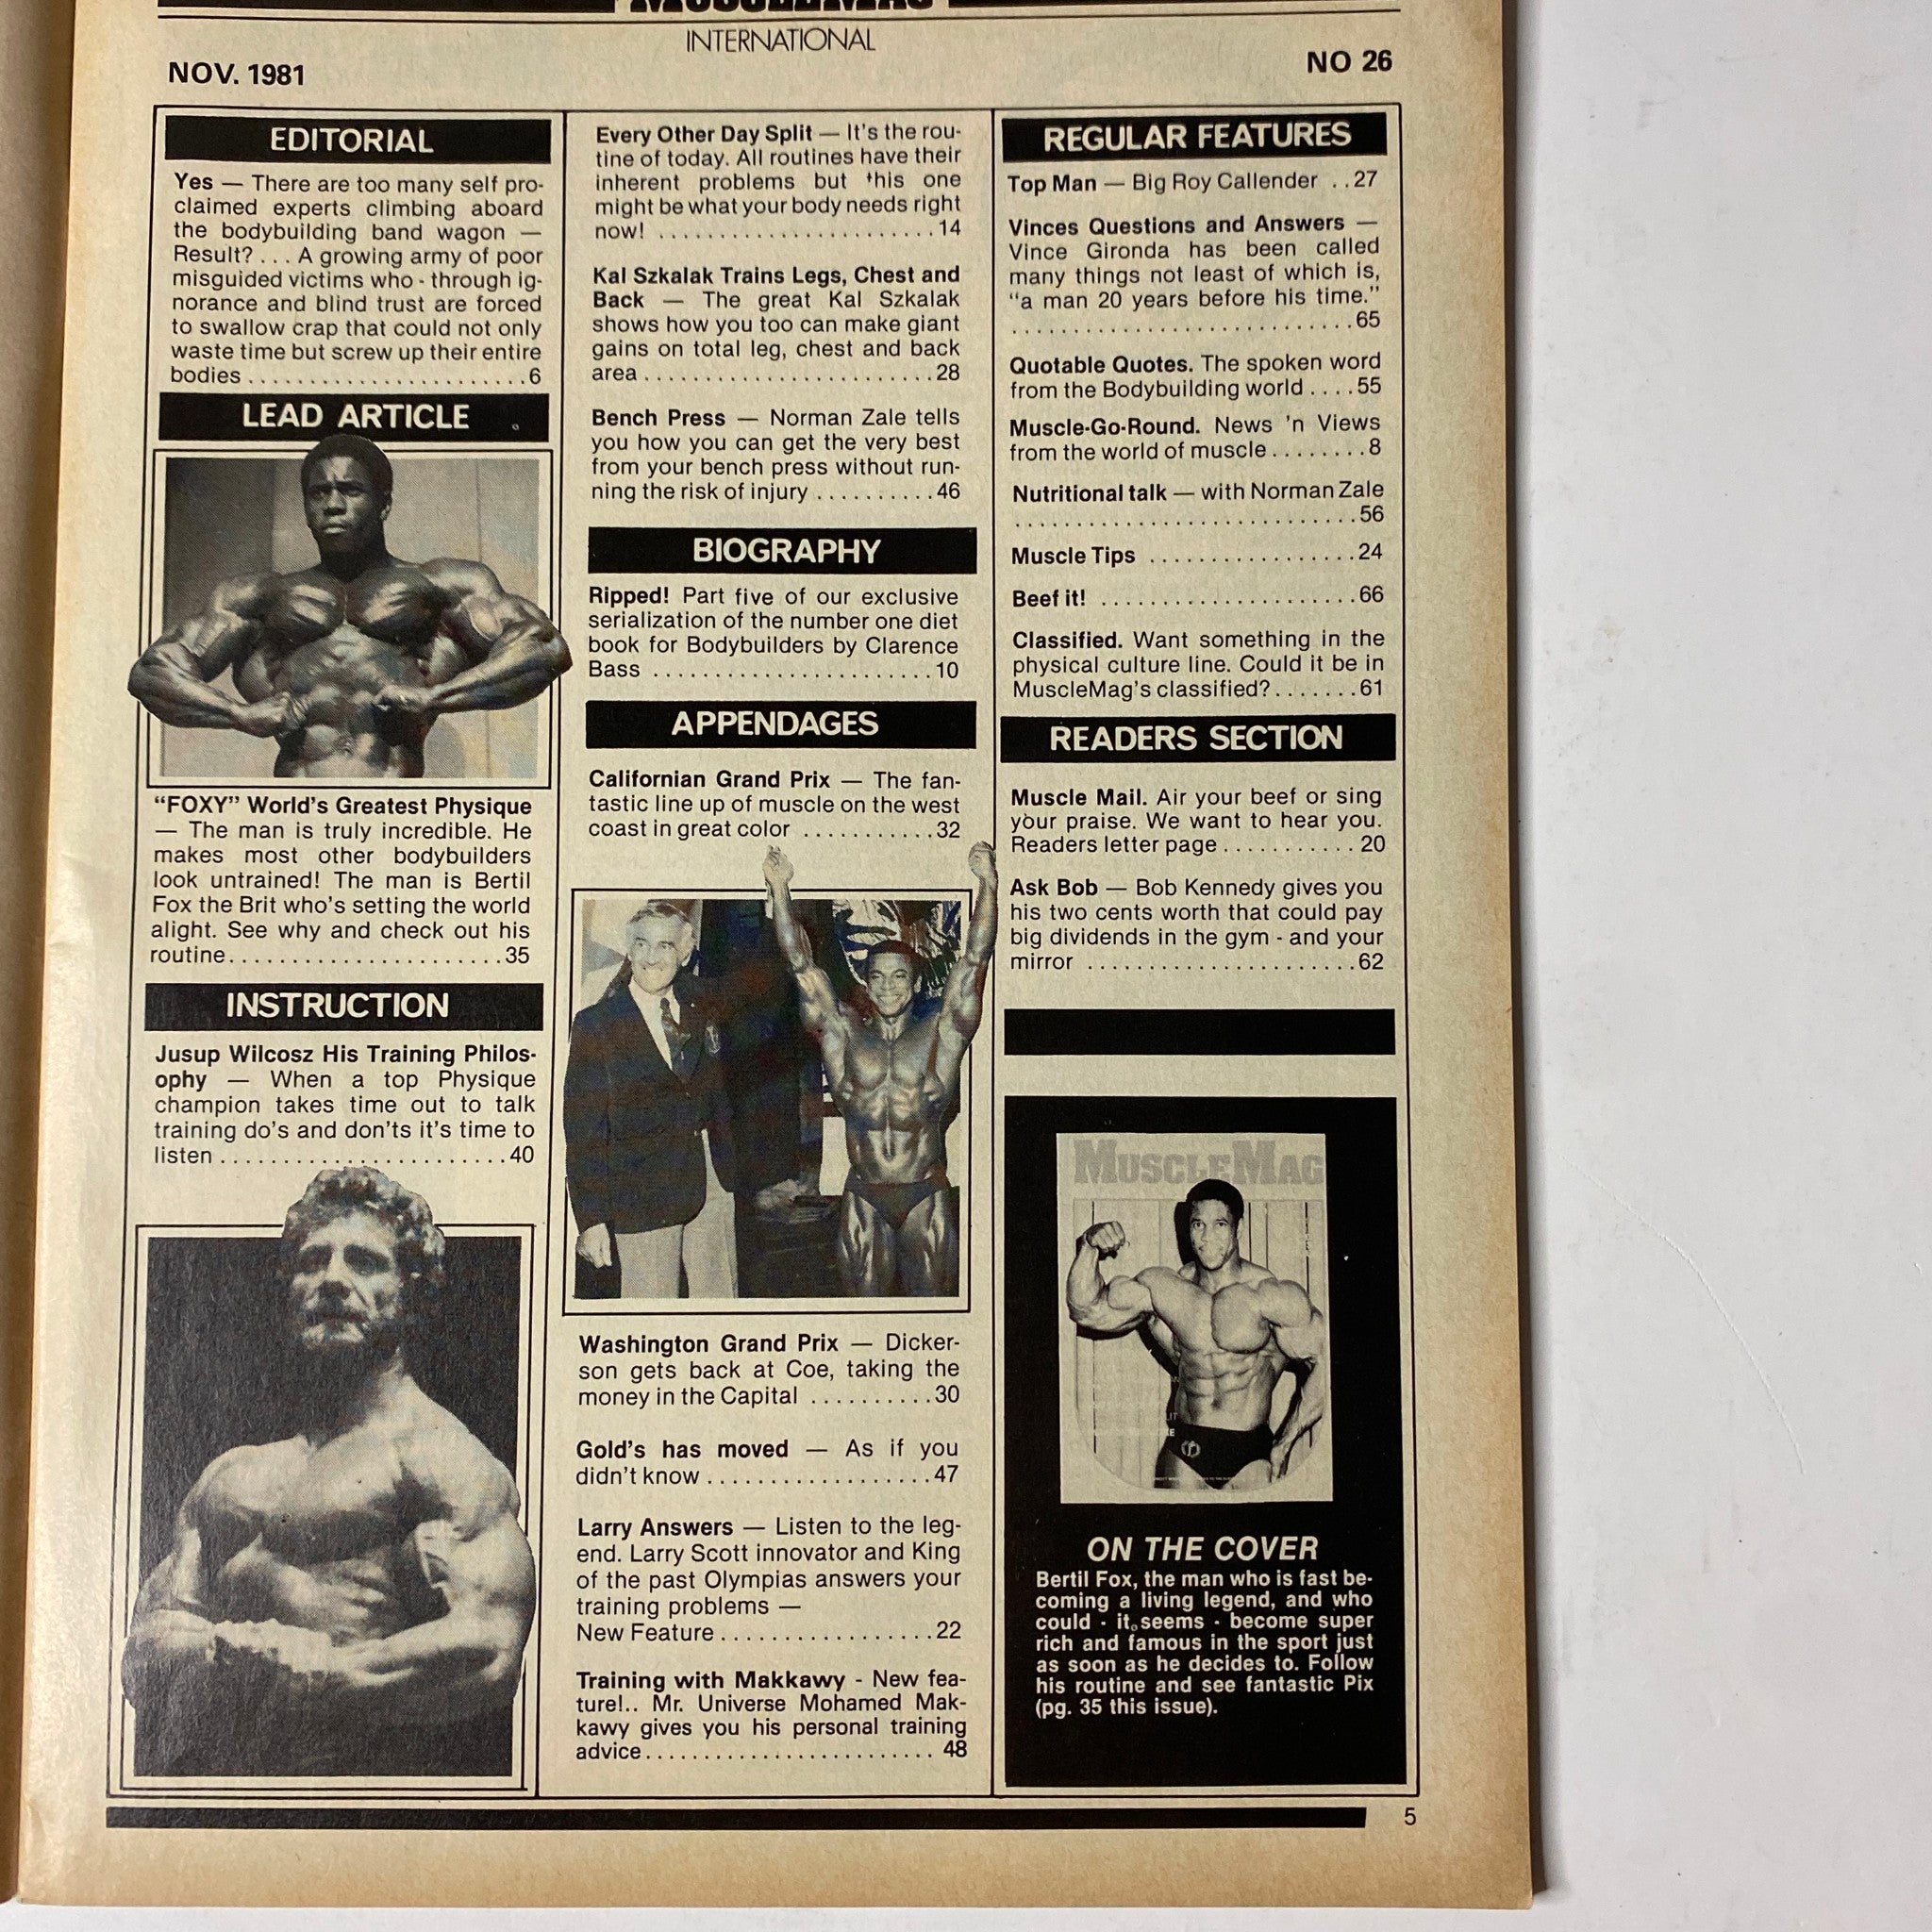 MUSCLEMAG
INTERNATIONAL
NOV. 1981
NO 26
EDITORIAL
Yes — There are too many self pro-
claimed experts climbing aboard
the bodybuilding band wagon —
Result? . . . A growing army of poor
misguided victims who - through ig-
norance and blind trust are forced
to swallow crap that could not only
waste time but screw up their entire
bodies . . . . . . . . . . . . . . . . . . . . . . . 6
LEAD ARTICLE
"FOXY" World's Greatest Physique
— The man is truly incredible. He
makes most other bodybuilders
look untrained! The man is Bertil
Fox the Brit who's setting the world
alight. See why and check out his
routine. . . . . . . . . . . . . . . . . . . . . . 35
INSTRUCTION
Jusup Wilcosz His Training Philos-
ophy — When a top Physique
champion takes time out to talk
training do's and don'ts it's time to
listen . . . . . . . . . . . . . . . . . . . . . . . 40
Every Other Day Split — It's the rou-
tine of today. All routines have their
inherent problems but this one
might be what your body needs right
now! . . . . . . . . . . . . . . . . . . . . . . . 14
Kal Szkalak Trains Legs, Chest and
Back — The great Kal Szkalak
shows how you too can make giant
gains on total leg, chest and back
area . . . . . . . . . . . . . . . . . . . . . . . . 28
Bench Press — Norman Zale tells
you how you can get the very best
from your bench press without run-
ning the risk of injury . . . . . . . . . . 46
BIOGRAPHY
Ripped! Part five of our exclusive
serialization of the number one diet
book for Bodybuilders by Clarence
Bass . . . . . . . . . . . . . . . . . . . . . . . 10
APPENDAGES
Californian Grand Prix — The fan-
tastic line up of muscle on the west
coast in great color . . . . . . . . . . . 32
Washington Grand Prix — Dicker-
son gets back at Coe, taking the
money in the Capital . . . . . . . . . . 30
Gold's has moved — As if you
didn't know . . . . . . . . . . . . . . . . . . 47
Larry Answers — Listen to the leg-
end. Larry Scott innovator and King
of the past Olympias answers your
training problems —
New Feature . . . . . . . . . . . . . . . . . 22
Training with Makkawy - New fea-
ture!.. Mr. Universe Mohamed Mak-
kawy gives you his personal training
advice . . . . . . . . . . . . . . . . . . . . . . . 48
REGULAR FEATURES
Top Man — Big Roy Callender . . 27
Vinces Questions and Answers —
Vince Gironda has been called
many things not least of which is,
"a man 20 years before his time."
. . . . . . . . . . . . . . . . . . . . . . . . . . . . 65
Quotable Quotes. The spoken word
from the Bodybuilding world . . . . 55
Muscle-Go-Round. News 'n Views
from the world of muscle . . . . . . . . 8
Nutritional talk — with Norman Zale
. . . . . . . . . . . . . . . . . . . . . . . . . . . . 56
Muscle Tips . . . . . . . . . . . . . . . . . 24
Beef it! . . . . . . . . . . . . . . . . . . . . . 66
Classified. Want something in the
physical culture line. Could it be in
MuscleMag's classified? . . . . . . . 61
READERS SECTION
Muscle Mail. Air your beef or sing
your praise. We want to hear you.
Readers letter page . . . . . . . . . . . 20
Ask Bob — Bob Kennedy gives you
his two cents worth that could pay
big dividends in the gym - and your
mirror . . . . . . . . . . . . . . . . . . . . . . 62
MUSCLEMAG
ON THE COVER
Bertil Fox, the man who is fast be-
coming a living legend, and who
could - it seems - become super
rich and famous in the sport just
as soon as he decides to. Follow
his routine and see fantastic Pix
(pg. 35 this issue).
5